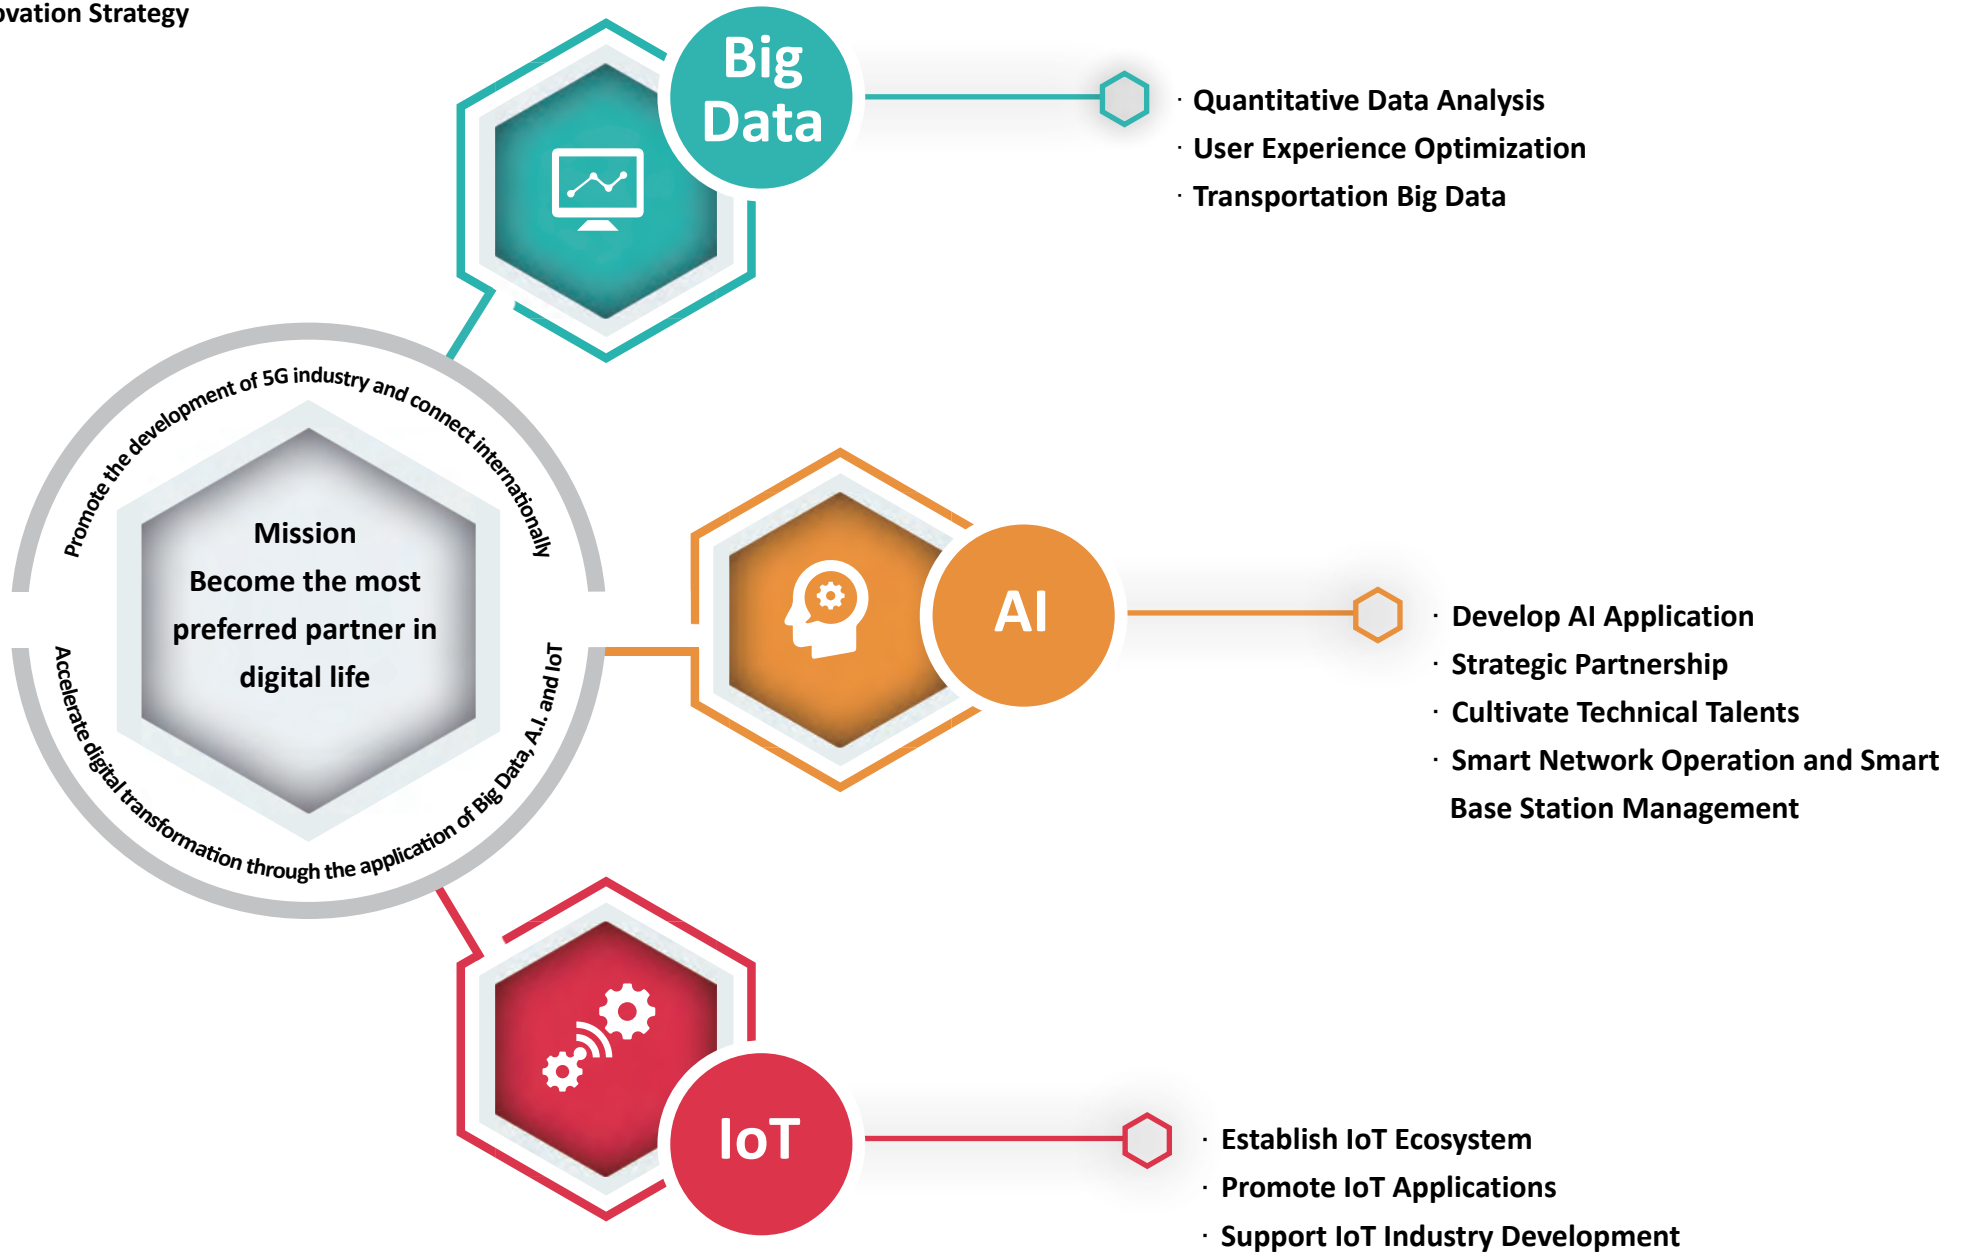 ovation Strategy
Big
Data
· Quantitative Data Analysis
· User Experience Optimization
· Transportation Big Data
Promote the development of 5G industry and connect internationally
Mission
Become the most
preferred partner in
digital life
Accelerate digital transformation through the application of Big Data, A.I. and IoT
AI
· Develop AI Application
· Strategic Partnership
· Cultivate Technical Talents
· Smart Network Operation and Smart
Base Station Management
IoT
· Establish IoT Ecosystem
· Promote IoT Applications
· Support IoT Industry Development